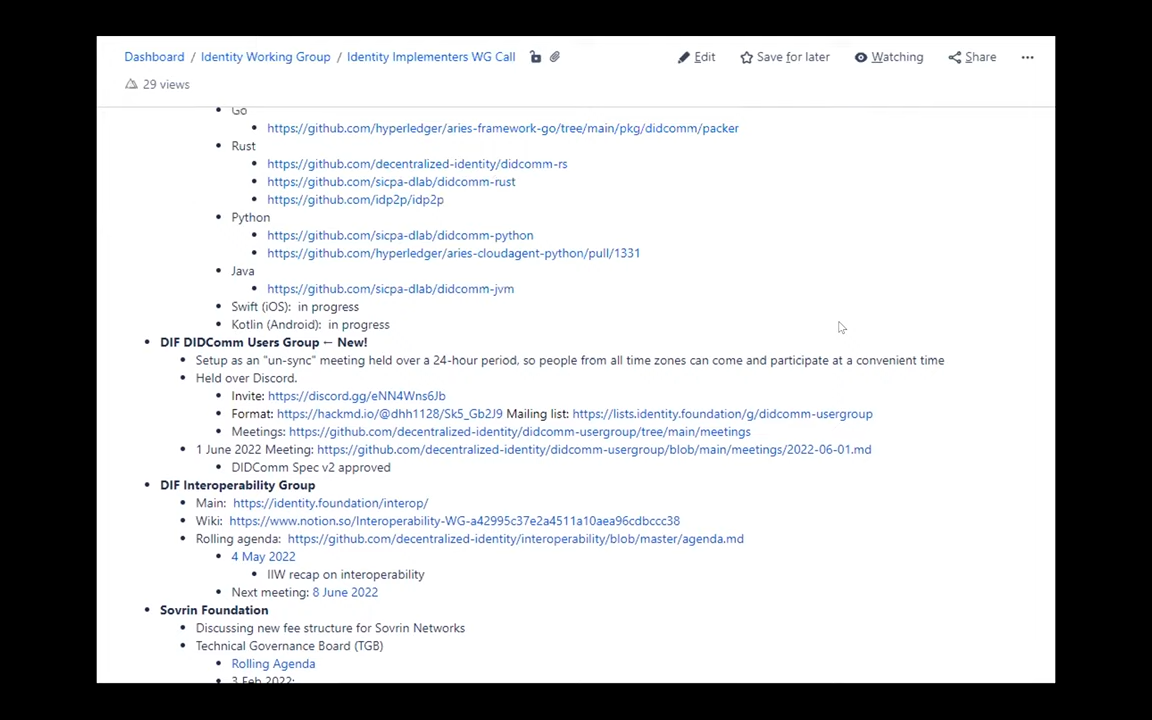 Dashboard / Identity Working Group / Identity Implementers WG Call
Edit Save for later Watching Share
29 views
Go
https://github.com/hyperledger/aries-framework-go/tree/main/pkg/didcomm/packer
Rust
https://github.com/decentralized-identity/didcomm-rs
https://github.com/sicpa-dlab/didcomm-rust
https://github.com/idp2p/idp2p
Python
https://github.com/sicpa-dlab/didcomm-python
https://github.com/hyperledger/aries-cloudagent-python/pull/1331
Java
https://github.com/sicpa-dlab/didcomm-jvm
Swift (iOS): in progress
Kotlin (Android): in progress
DIF DIDComm Users Group ← New!
Setup as an "un-sync" meeting held over a 24-hour period, so people from all time zones can come and participate at a convenient time
Held over Discord.
Invite: https://discord.gg/eNN4Wns6Jb
Format: https://hackmd.io/@dhh1128/Sk5_Gb2J9 Mailing list: https://lists.identity.foundation/g/didcomm-usergroup
Meetings: https://github.com/decentralized-identity/didcomm-usergroup/tree/main/meetings
1 June 2022 Meeting: https://github.com/decentralized-identity/didcomm-usergroup/blob/main/meetings/2022-06-01.md
DIDComm Spec v2 approved
DIF Interoperability Group
Main: https://identity.foundation/interop/
Wiki: https://www.notion.so/Interoperability-WG-a42995c37e2a4511a10aea96cdbccc38
Rolling agenda: https://github.com/decentralized-identity/interoperability/blob/master/agenda.md
4 May 2022
IIW recap on interoperability
Next meeting: 8 June 2022
Sovrin Foundation
Discussing new fee structure for Sovrin Networks
Technical Governance Board (TGB)
Rolling Agenda
3 Feb 2022: